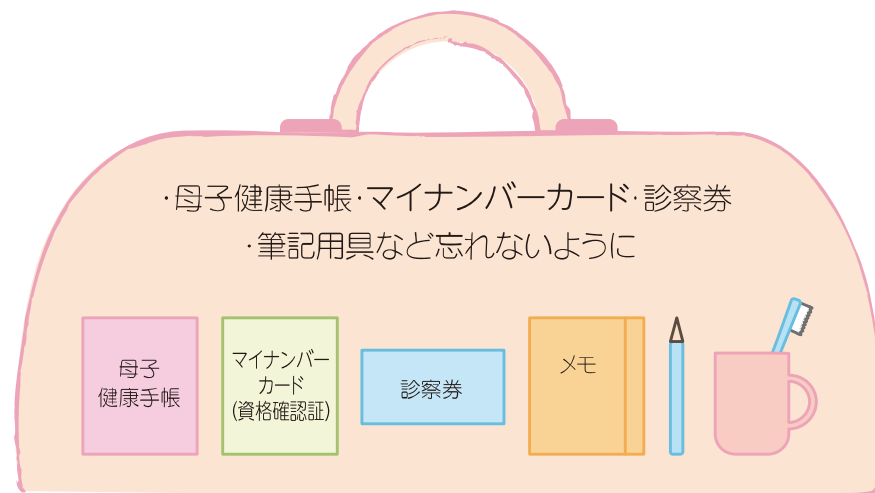 ・母子健康手帳・マイナンバーカード・診察券
・筆記用具など忘れないように
母子
健康手帳
マイナンバー
カード
(資格確認証)
診察券
メモ